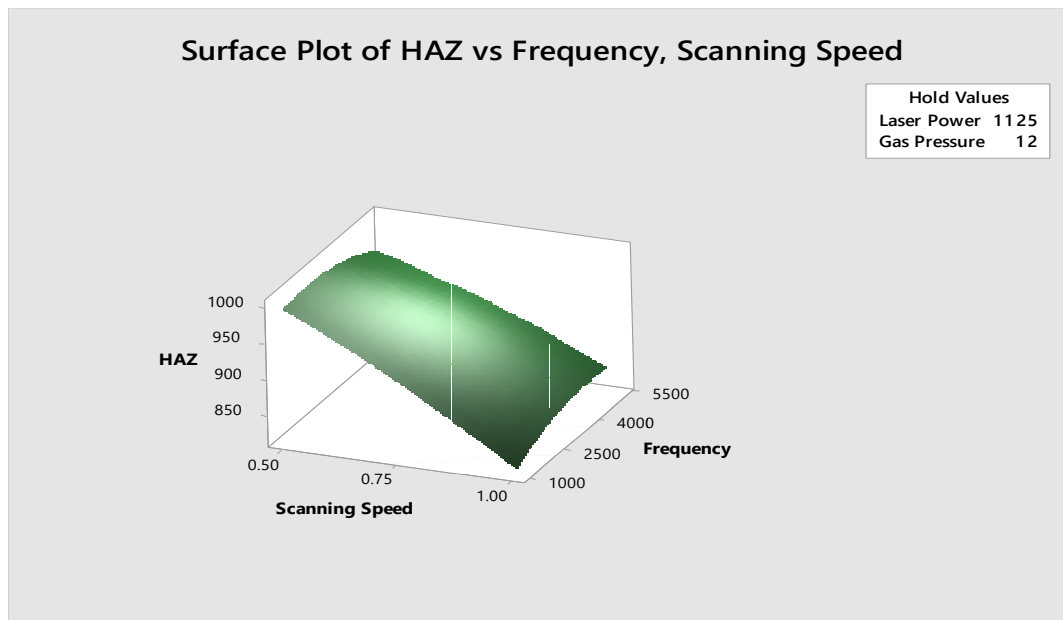 Surface Plot of HAZ vs Frequency, Scanning Speed
Hold Values
Laser Power 1125
Gas Pressure 12
1000
950
HAZ
900
850
5500
4000
Frequency
2500
1000
0.50
0.75
1.00
Scanning Speed